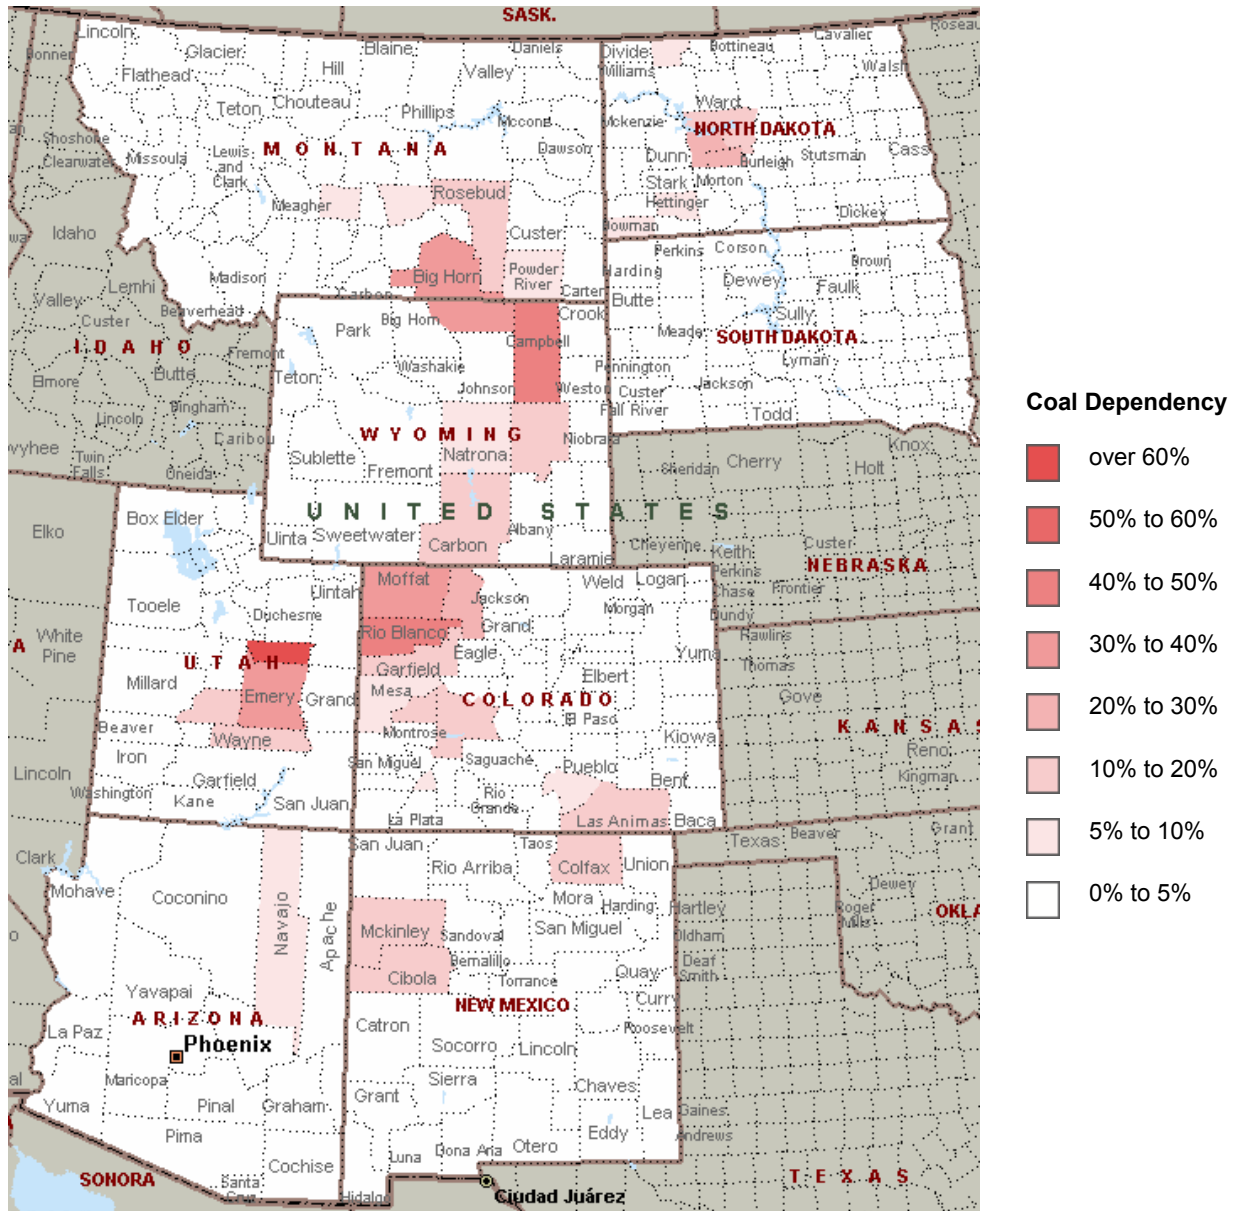 SASK.
Lincoln
Glacier
Blaine
Daniels
Divide
Bottineau
Cavalier
Roseau
Bonner
Flathead
Hill
Valley
Williams
Walsh
Teton
Chouteau
Phillips
Mccone
Mckenzie
Ward
NORTH DAKOTA
Shoshone
Clearwater
Missoula
Lewis
and
Clark
MONTANA
Dawson
Dunn
Burleigh
Stutsman
Cass
Meagher
Rosebud
Stark
Morton
Hettinger
Dickey
Idaho
Custer
Bowman
Perkins
Corson
Brown
Madison
Big Horn
Powder
River
Harding
Dewey
Faulk
Lemhi
Valley
Carbon
Carter
Butte
Custer
Beaverhead
Park
Big Horn
Crook
Sully
Meade
SOUTH DAKOTA
IDAHO
Fremont
Campbell
Lyman
Elmore
Butte
Teton
Washakie
Johnson
Weston
Pennington
Custer
Jackson
Bingham
Lincoln
Fall River
Todd
Caribou
WYOMING
Niobrara
Knox
Twin
Falls
Oneida
Sublette
Fremont
Natrona
Sheridan
Cherry
Holt
UNITED STATES
Elko
Box Elder
Uinta
Sweetwater
Carbon
Albany
Laramie
Cheyenne
Keith
Custer
NEBRASKA
Perkins
Chase
Frontier
Dundy
Moffat
Weld
Logan
Uintah
Jackson
Morgan
Tooele
Duchesne
Grand
Rio Blanco
White
Pine
Eagle
Yuma
Rawlins
Thomas
UTAH
Garfield
Elbert
Millard
Emery
Grand
Mesa
COLORADO
Gove
Beaver
El Paso
KANSAS
Iron
Wayne
Montrose
Kiowa
Reno
Lincoln
San Miguel
Saguache
Pueblo
Bent
Kingman
Washington
Garfield
Kane
San Juan
Rio
Grande
La Plata
Las Animas
Baca
Texas
Beaver
Grant
Clark
San Juan
Taos
Rio Arriba
Colfax
Union
Mohave
Coconino
Navajo
Apache
Mora
Harding
Hartley
Dewey
Roger
Mills
Mckinley
Sandoval
San Miguel
Oldham
Bernalillo
Cibola
Torrance
Quay
Deaf
Smith
Yavapai
NEW MEXICO
Curry
ARIZONA
La Paz
Phoenix
Catron
Roosevelt
Socorro
Lincoln
Maricopa
Sierra
Chaves
Yuma
Pinal
Graham
Grant
Lea
Gaines
Pima
Eddy
Andrews
Luna
Dona Ana
Otero
Cochise
SONORA
Santa
Cruz
Hidalgo
Ciudad Juárez
TEXAS
Coal Dependency
over 60%
50% to 60%
40% to 50%
30% to 40%
20% to 30%
10% to 20%
5% to 10%
0% to 5%